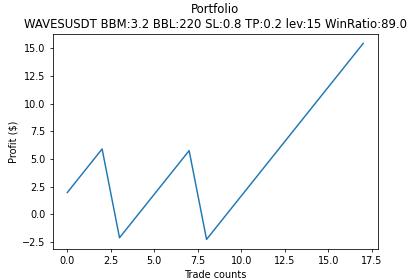 Portfolio
WAVESUSDT BBM:3.2 BBL:220 SL:0.8 TP:0.2 lev:15 WinRatio:89.0
15.0
12.5
10.0
7.5
5.0
2.5
0.0
−2.5
Profit ($)
0.0 2.5 5.0 7.5 10.0 12.5 15.0 17.5
Trade counts